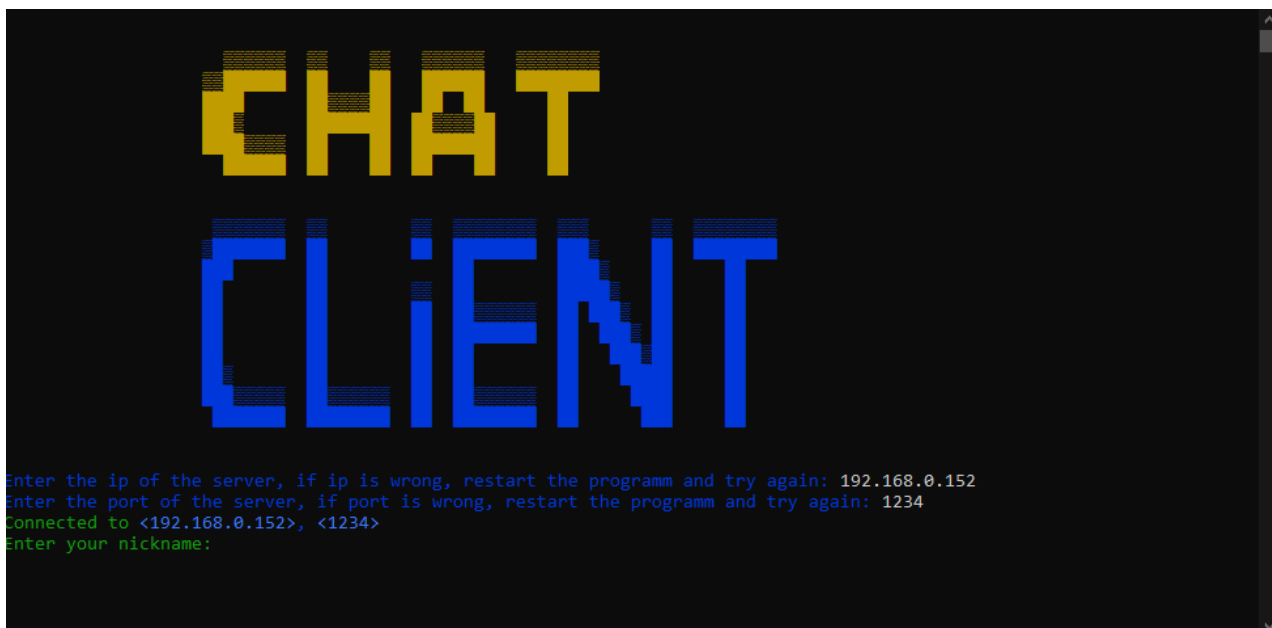 CHAT
CLiENT
Enter the ip of the server, if ip is wrong, restart the programm and try again: 192.168.0.152
Enter the port of the server, if port is wrong, restart the programm and try again: 1234
Connected to <192.168.0.152>, <1234>
Enter your nickname: